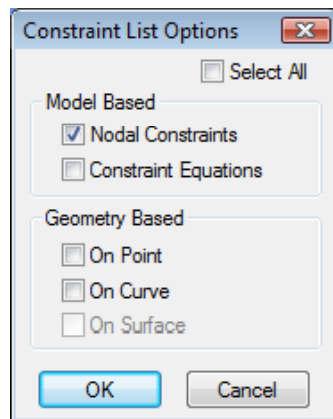 Constraint List Options
Select All
Model Based
Nodal Constraints
Constraint Equations
Geometry Based
On Point
On Curve
On Surface
OK Cancel